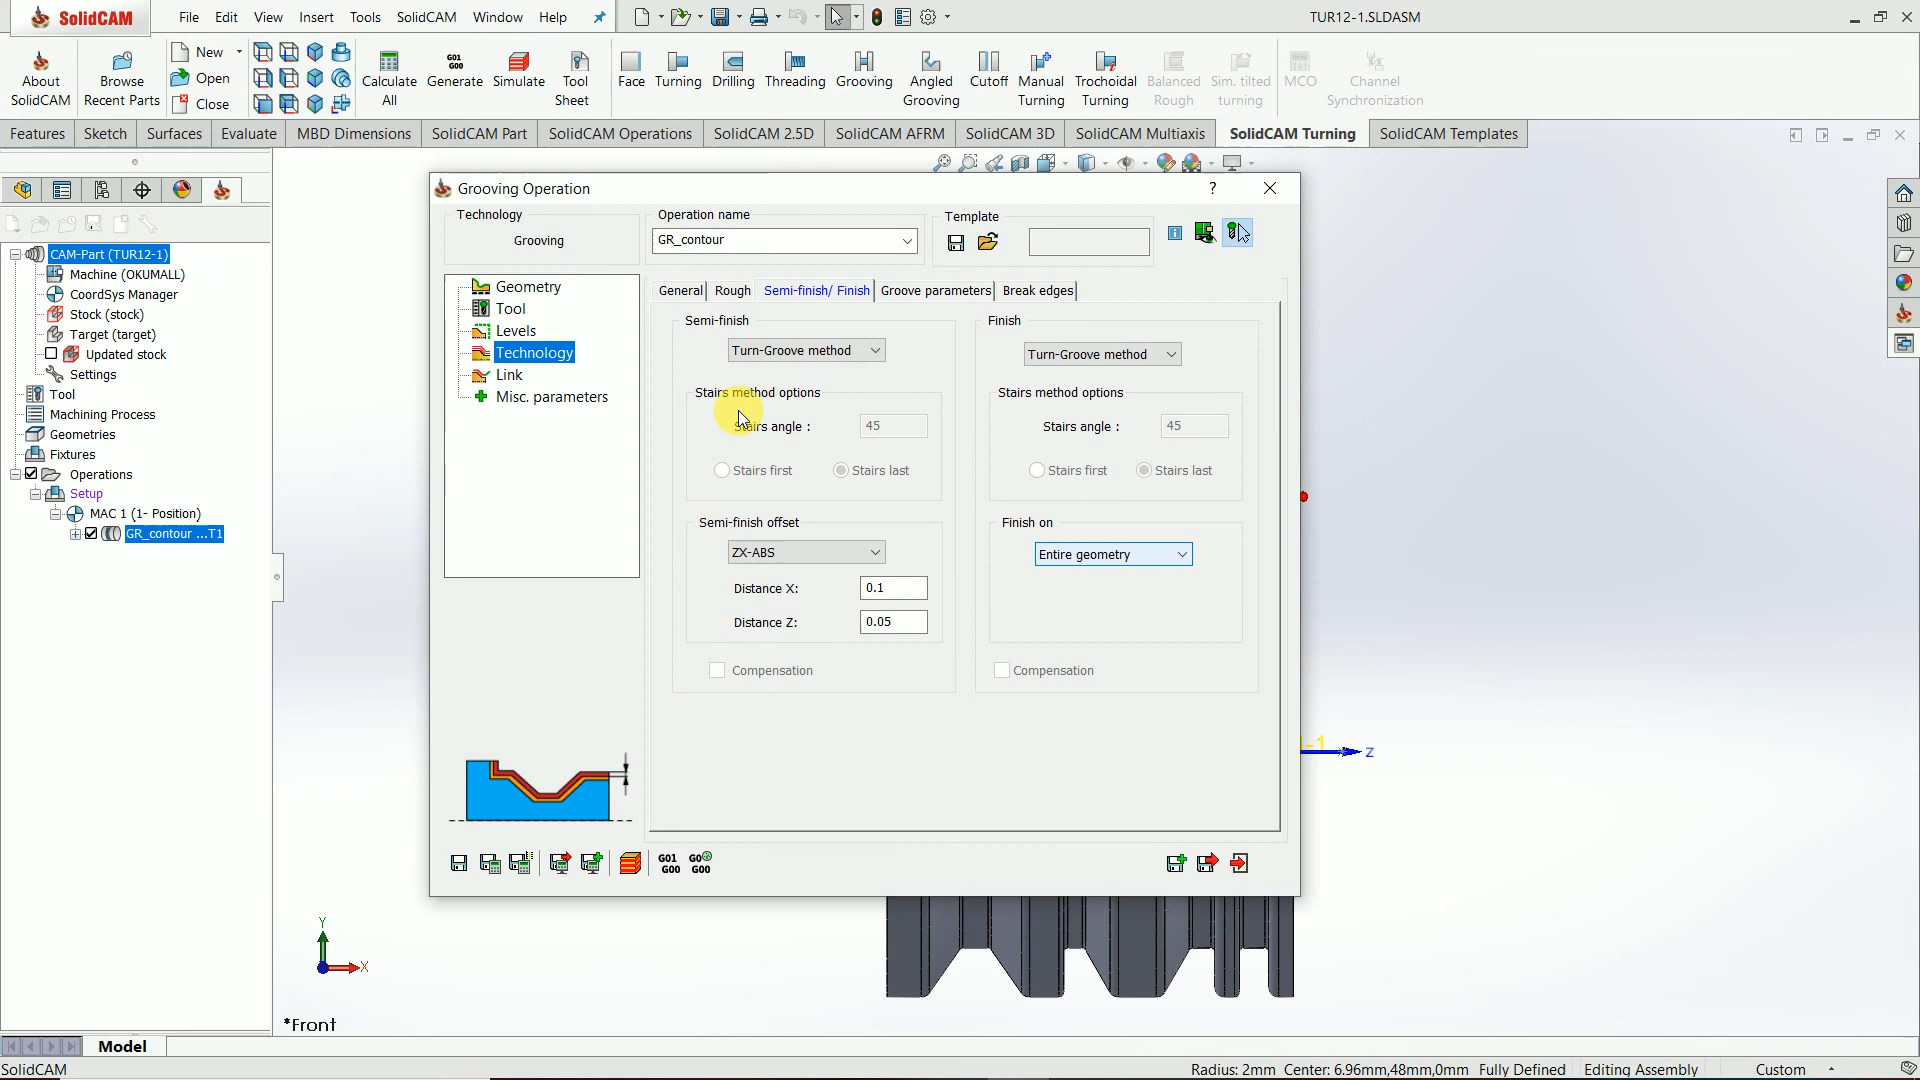 SolidCAM File Edit View Insert Tools SolidCAM Window Help TUR12-1.SLDASM
About SolidCAM
Browse Recent Parts
New
Open
Close
Calculate All
G01 G00 Generate
Simulate
Tool Sheet
Face
Turning
Drilling
Threading
Grooving
Angled Grooving
Cutoff
Manual Turning
Trochoidal Turning
Balanced Rough
Sim. tilted turning
MCO
Channel Synchronization
Features Sketch Surfaces Evaluate MBD Dimensions SolidCAM Part SolidCAM Operations SolidCAM 2.5D SolidCAM AFRM SolidCAM 3D SolidCAM Multiaxis SolidCAM Turning SolidCAM Templates
CAM-Part (TUR12-1)
Machine (OKUMALL)
CoordSys Manager
Stock (stock)
Target (target)
Updated stock
Settings
Tool
Machining Process
Geometries
Fixtures
Operations
Setup
MAC 1 (1- Position)
GR_contour ...T1
Grooving Operation ?
Technology
Grooving
Operation name
GR_contour
Template
Geometry
Tool
Levels
Technology
Link
Misc. parameters
General Rough Semi-finish/ Finish Groove parameters Break edges
Semi-finish
Turn-Groove method
Stairs method options
Stairs angle : 45
Stairs first Stairs last
Semi-finish offset
ZX-ABS
Distance X: 0.1
Distance Z: 0.05
Compensation
Finish
Turn-Groove method
Stairs method options
Stairs angle : 45
Stairs first Stairs last
Finish on
Entire geometry
Compensation
G01 G00
G0 G00
-1 Z
Y
X
*Front
Model
SolidCAM Radius: 2mm Center: 6.96mm,48mm,0mm Fully Defined Editing Assembly Custom